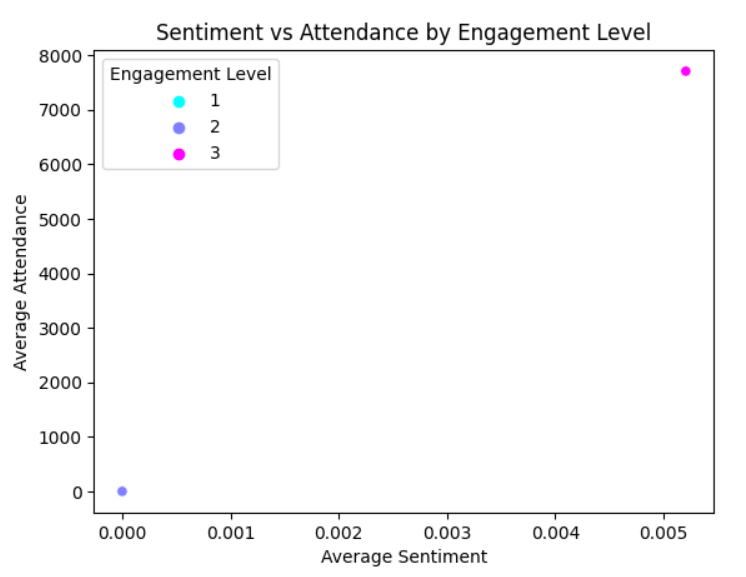 Sentiment vs Attendance by Engagement Level
8000
7000
6000
5000
4000
3000
2000
1000
0
Average Attendance
Engagement Level
1
2
3
0.000 0.001 0.002 0.003 0.004 0.005
Average Sentiment